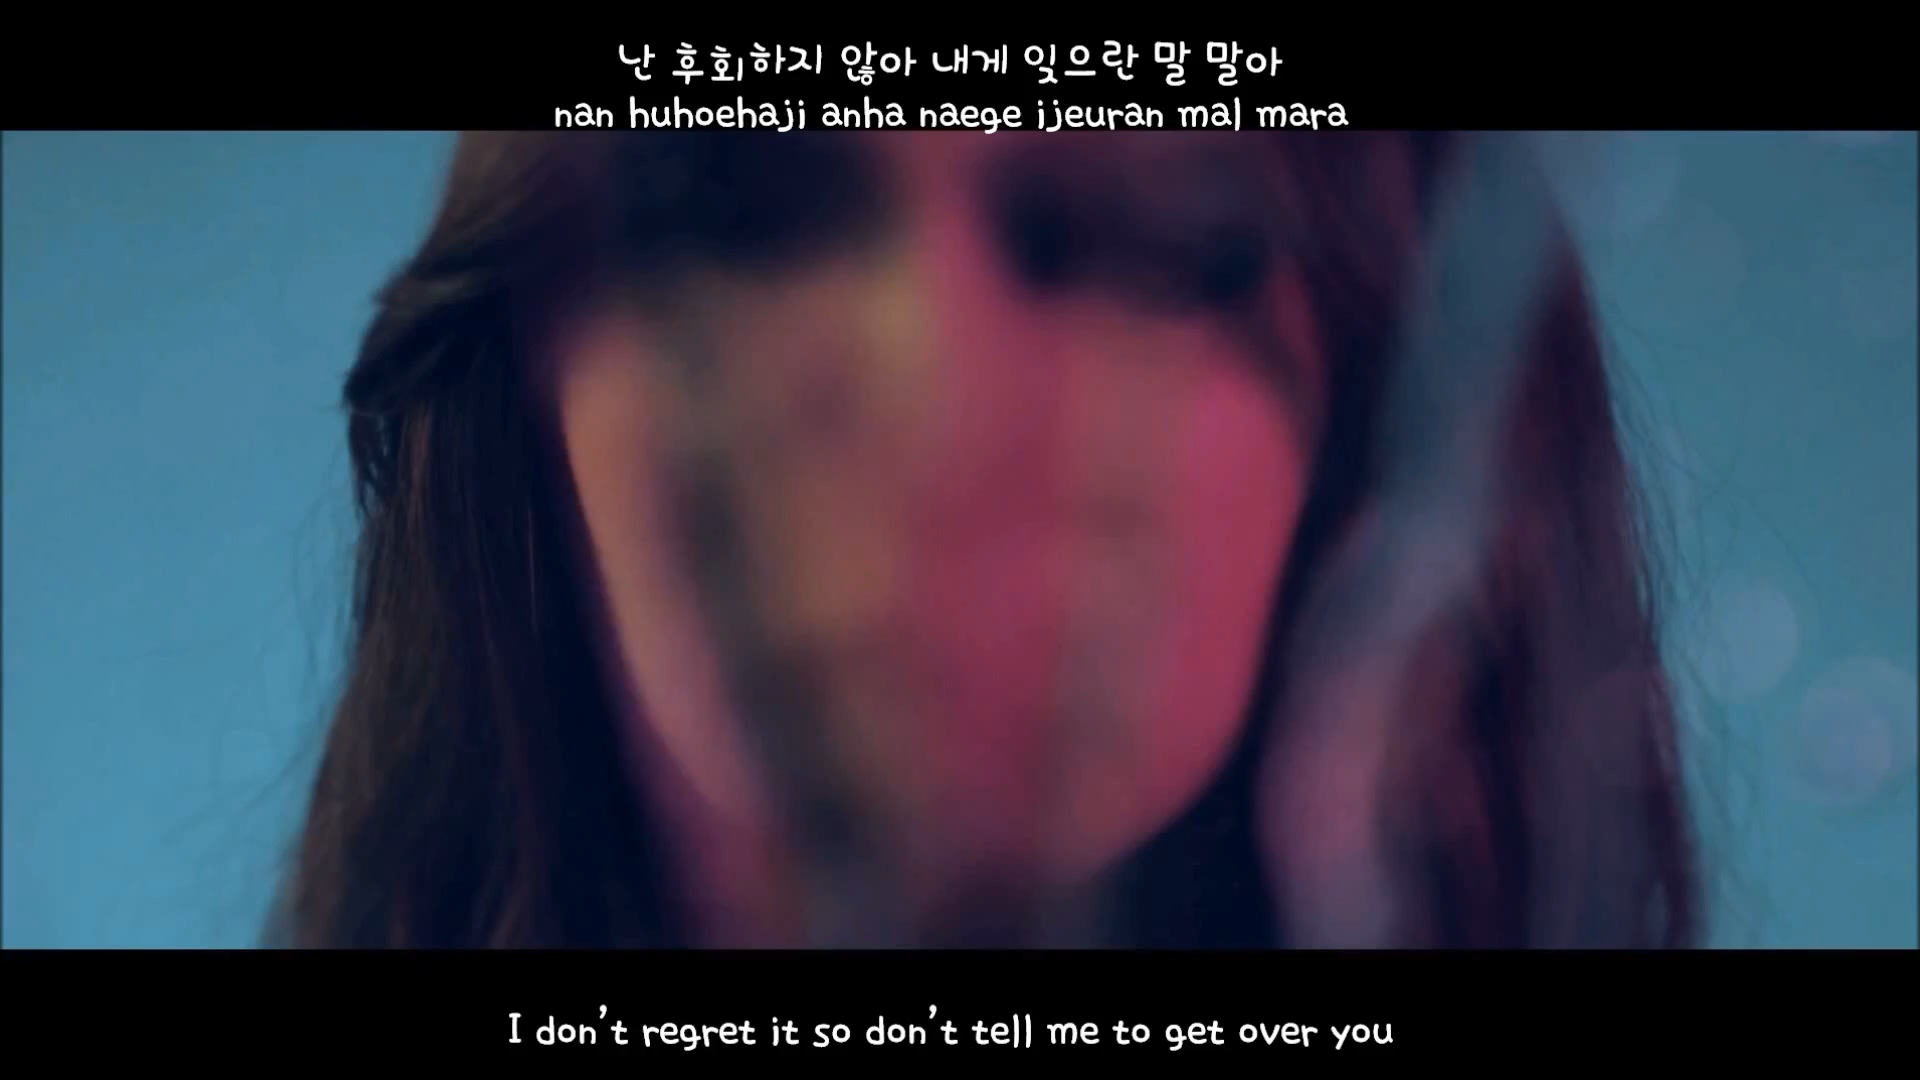 난 후회하지 않아 내게 잊으란 말 말아
nan huhoehaji anha naege ijeuran mal mara
I don't regret it so don't tell me to get over you